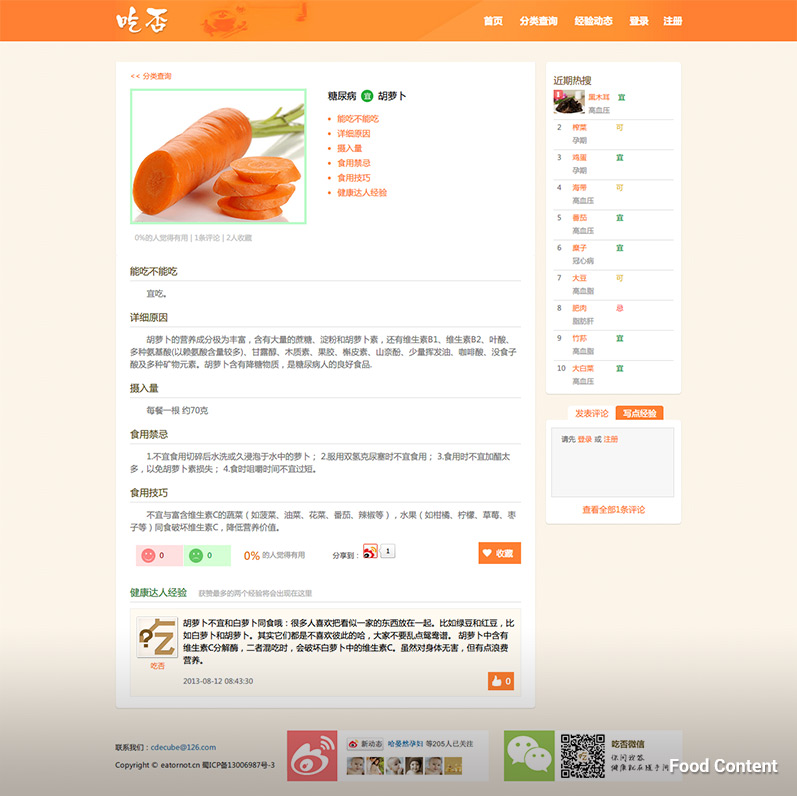 吃否
首页 分类查询 经验动态 登录 注册
<< 分类查询
糖尿病 宜 胡萝卜
能吃不能吃
详细原因
摄入量
食用禁忌
食用技巧
健康达人经验
0%的人觉得有用 | 1条评论 | 2人收藏
能吃不能吃
宜吃。
详细原因
胡萝卜的营养成分极为丰富，含有大量的蔗糖、淀粉和胡萝卜素，还有维生素B1、维生素B2、叶酸、
多种氨基酸(以赖氨酸含量较多)、甘露醇、木质素、果胶、槲皮素、山奈酚、少量挥发油、咖啡酸、没食子
酸及多种矿物元素。胡萝卜含有降糖物质，是糖尿病人的良好食品.
摄入量
每餐一根 约70克
食用禁忌
1.不宜食用切碎后水洗或久浸泡于水中的萝卜； 2.服用双氢克尿塞时不宜食用； 3.食用时不宜加醋太
多，以免胡萝卜素损失； 4.食时咀嚼时间不宜过短。
食用技巧
不宜与富含维生素C的蔬菜（如菠菜、油菜、花菜、番茄、辣椒等），水果（如柑橘、柠檬、草莓、枣
子等）同食破坏维生素C，降低营养价值。
0 0 0% 的人觉得有用 分享到： 1 收藏
健康达人经验 获赞最多的两个经验将会出现在这里
胡萝卜不宜和白萝卜同食哦：很多人喜欢把看似一家的东西放在一起。比如绿豆和红豆，比
如白萝卜和胡萝卜。其实它们都是不喜欢彼此的哈，大家不要乱点鸳鸯谱。 胡萝卜中含有
维生素C分解酶，二者混吃时，会破坏白萝卜中的维生素C。虽然对身体无害，但有点浪费
营养。
吃否
2013-08-12 08:43:30
0
近期热搜
1 黑木耳 宜
高血压
2 榨菜 可
孕期
3 鸡蛋 宜
孕期
4 海带 可
高血压
5 番茄 宜
高血压
6 糜子 宜
冠心病
7 大豆 可
高血脂
8 肥肉 忌
脂肪肝
9 竹荪 宜
高血脂
10 大白菜 宜
高血压
发表评论 写点经验
请先 登录 或 注册
查看全部1条评论
联系我们：cdecube@126.com
Copyright © eatornot.cn 蜀ICP备13006987号-3
新动态 哈曼然孕妇 等205人已关注
吃否微信
Food Content